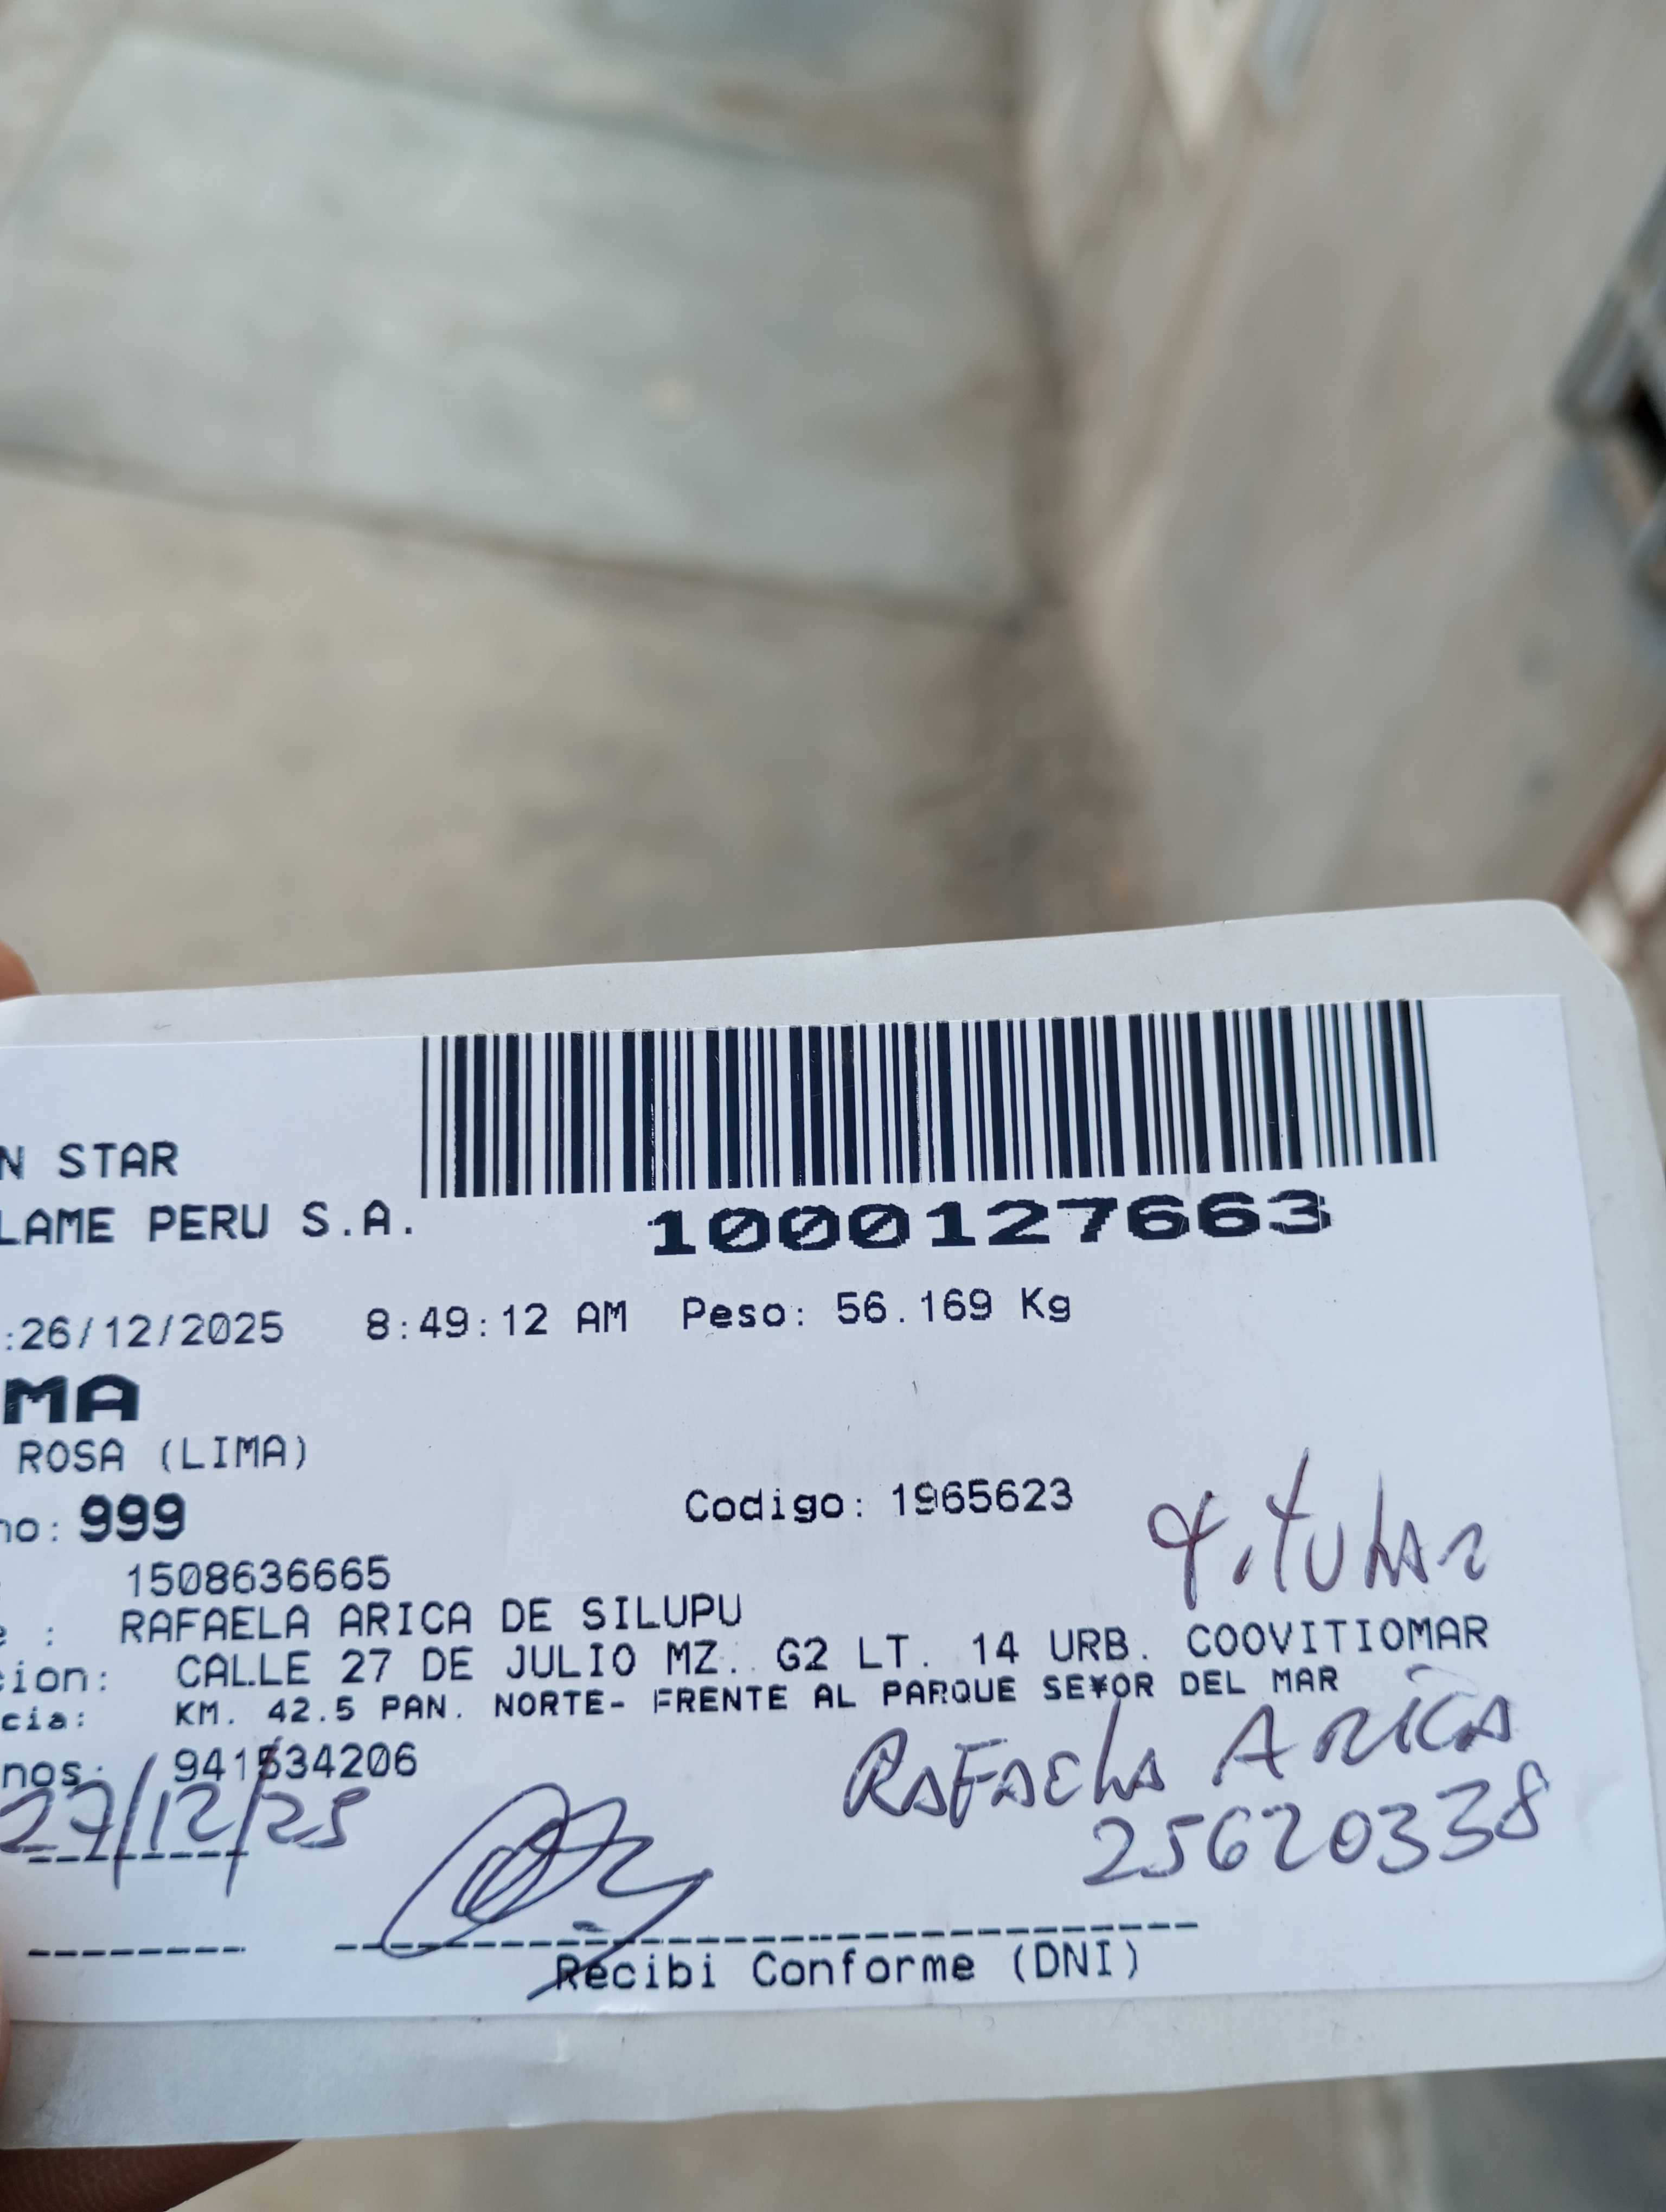 N STAR
LAME PERU S.A.
1000127663
:26/12/2025 8:49:12 AM Peso: 56.169 Kg
MA
ROSA (LIMA)
no: 999 Codigo: 1965623
Titular
1508636665
e : RAFAELA ARICA DE SILUPU
cion: CALLE 27 DE JULIO MZ. G2 LT. 14 URB. COOVITIOMAR
cia: KM. 42.5 PAN. NORTE- FRENTE AL PARQUE SE¥OR DEL MAR
nos: 941534206
Rafaela Arica
27/12/25
25620338
Recibi Conforme (DNI)